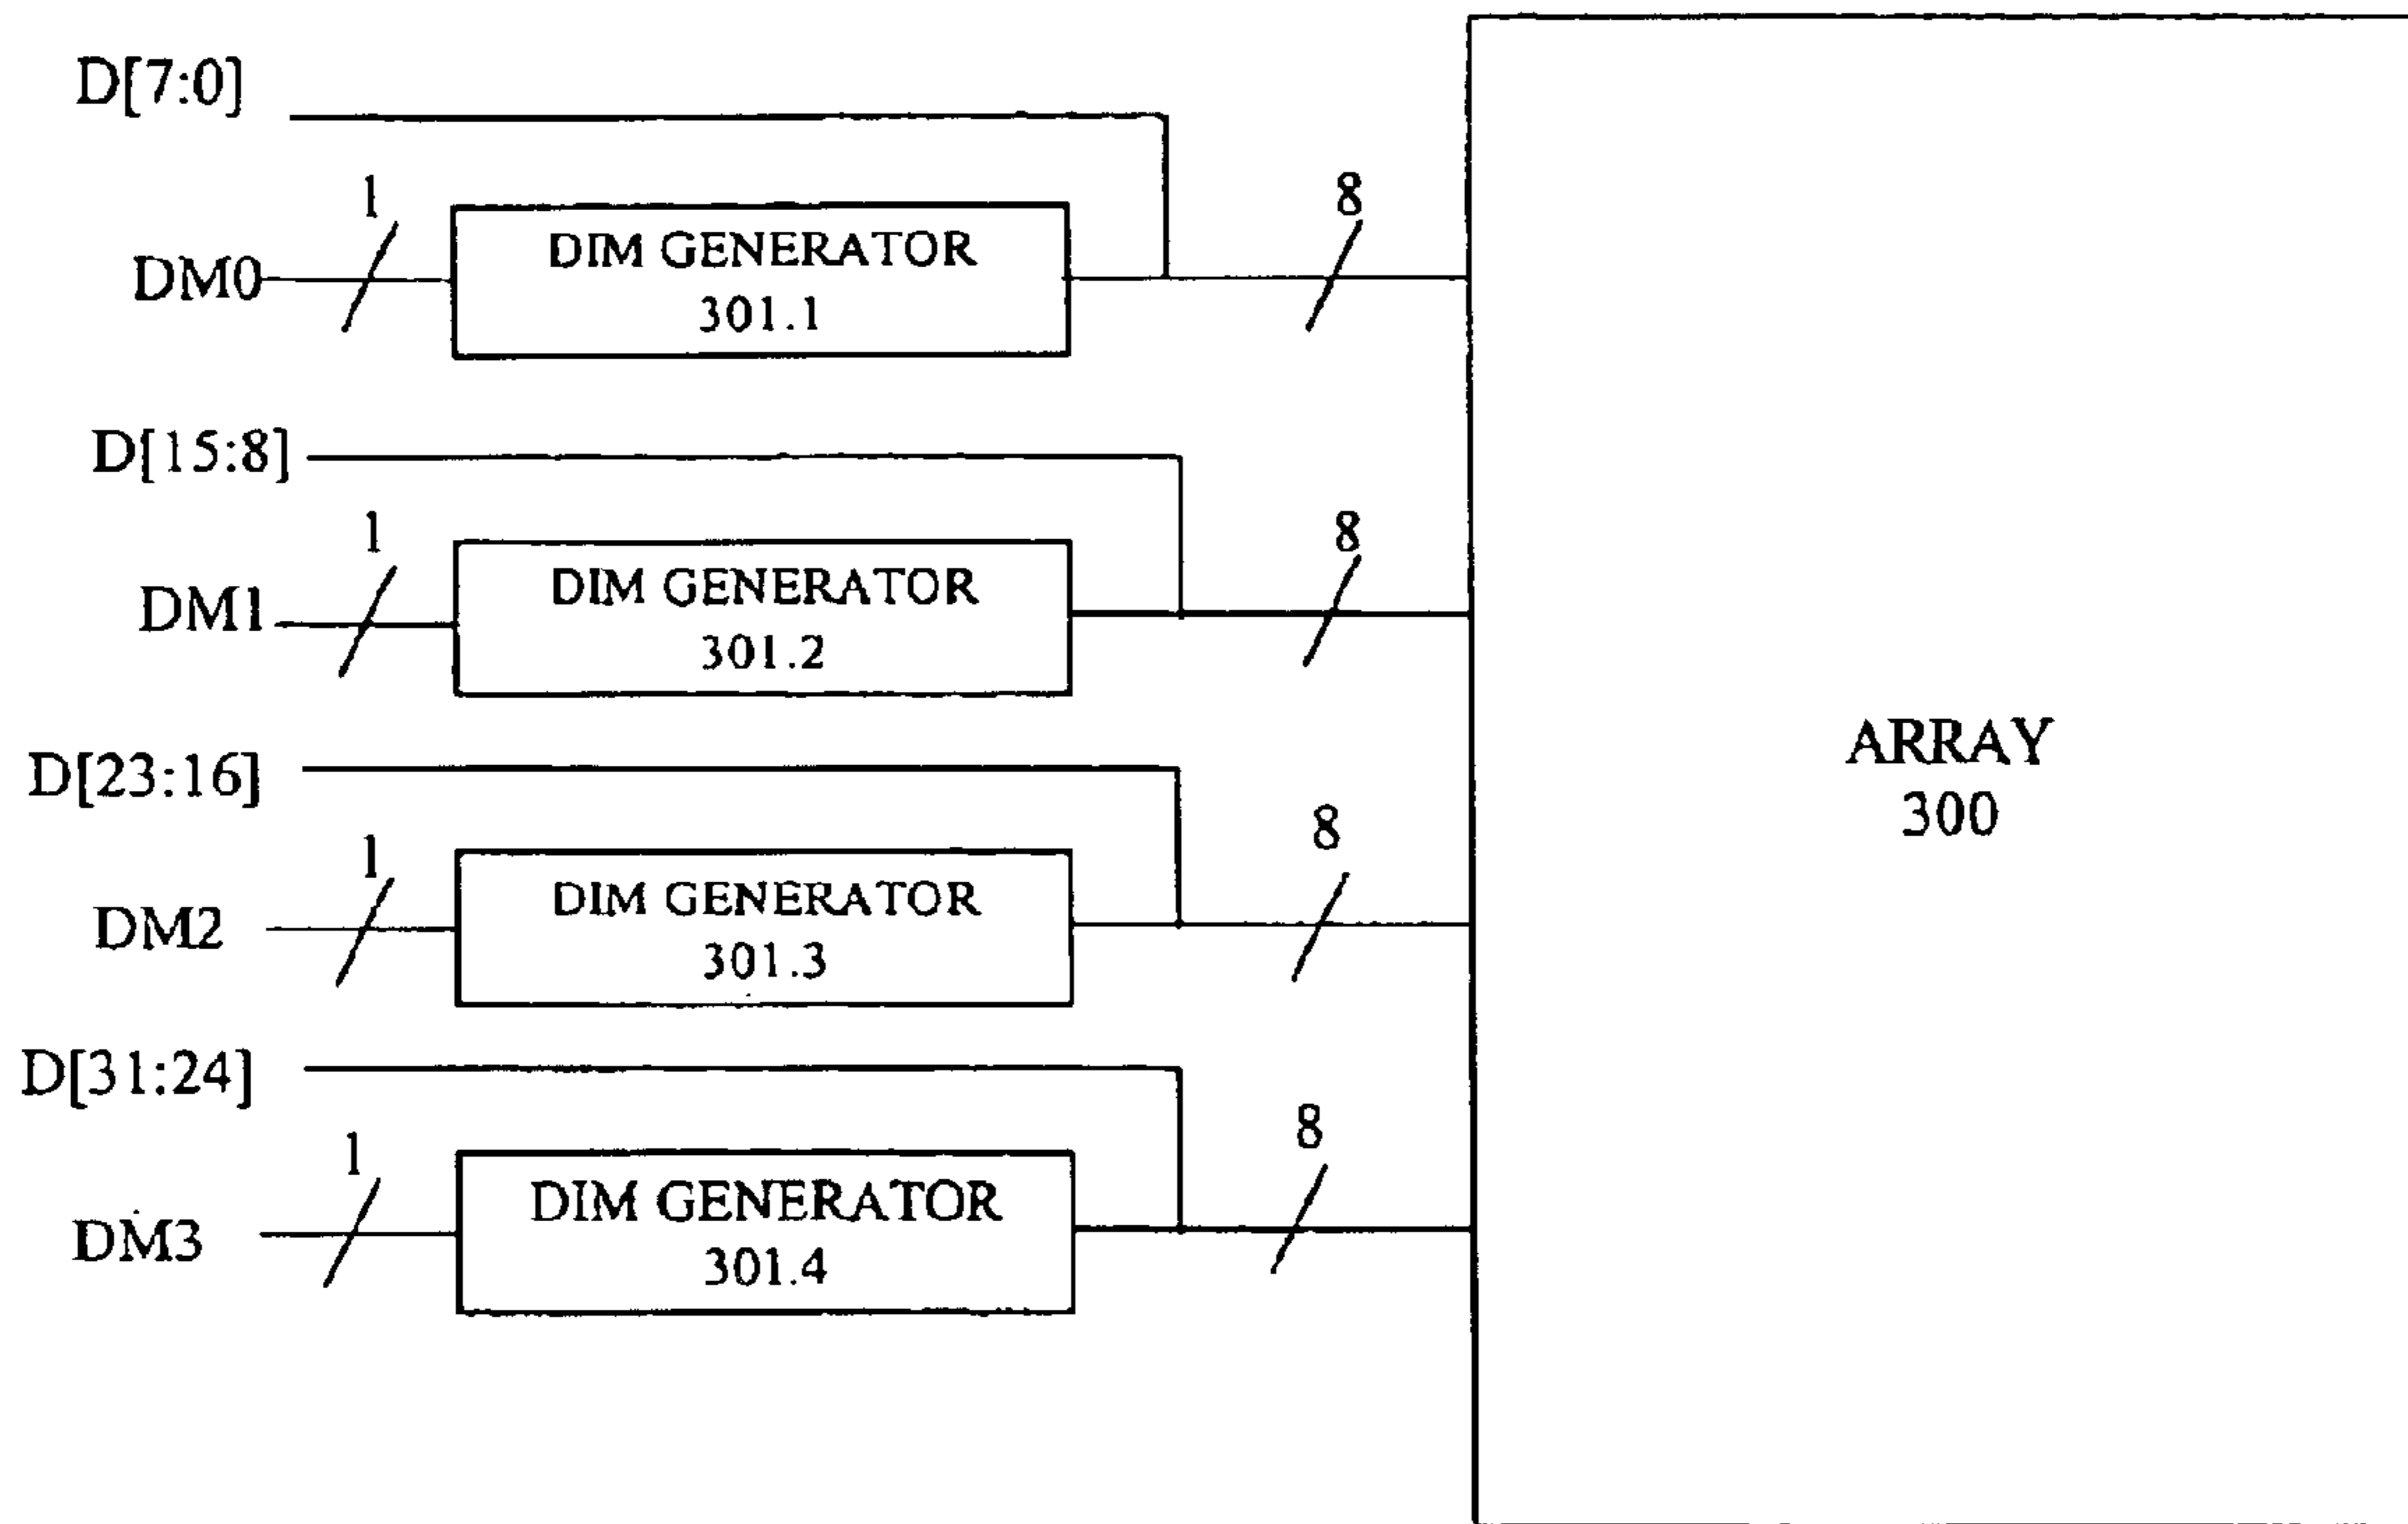 D[7:0]
1
8
DM0
DIM GENERATOR
301.1
D[15:8]
1
8
DM1
DIM GENERATOR
301.2
D[23:16]
1
8
DM2
DIM GENERATOR
301.3
D[31:24]
1
8
DM3
DIM GENERATOR
301.4
ARRAY
300